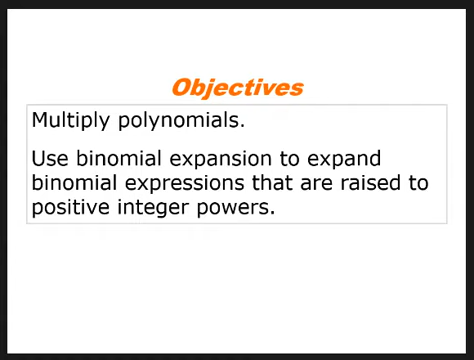 Objectives
Multiply polynomials.
Use binomial expansion to expand
binomial expressions that are raised to
positive integer powers.